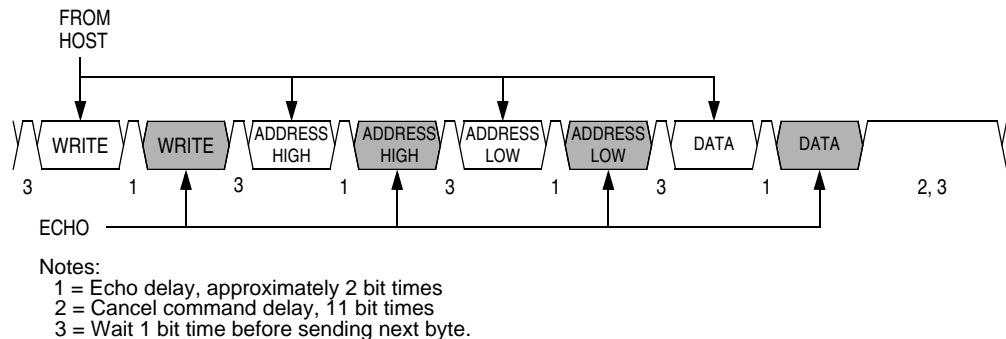 FROM
HOST
WRITE WRITE ADDRESS HIGH ADDRESS HIGH ADDRESS LOW ADDRESS LOW DATA DATA
3 1 3 1 3 1 3 1 2, 3
ECHO
Notes:
1 = Echo delay, approximately 2 bit times
2 = Cancel command delay, 11 bit times
3 = Wait 1 bit time before sending next byte.